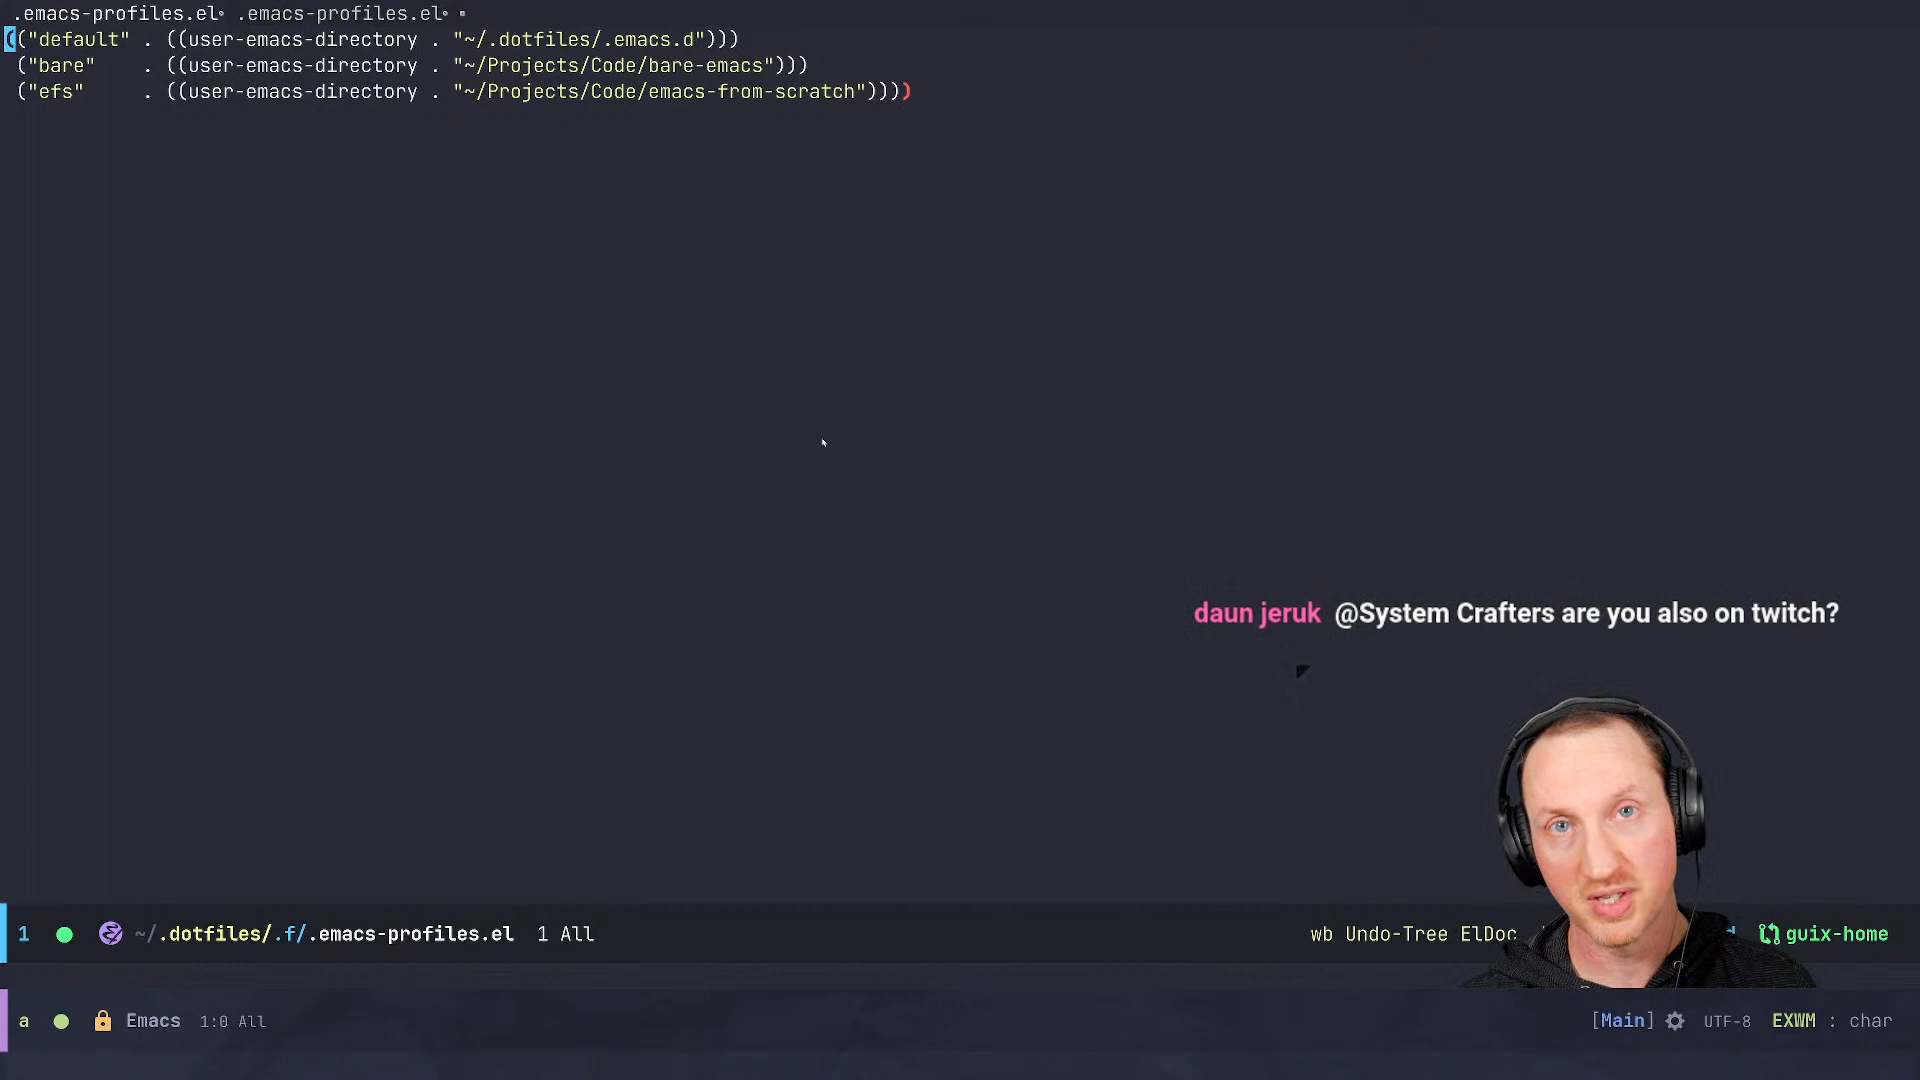 .emacs-profiles.el .emacs-profiles.el
(("default" . ((user-emacs-directory . "~/.dotfiles/.emacs.d")))
("bare" . ((user-emacs-directory . "~/Projects/Code/bare-emacs")))
("efs" . ((user-emacs-directory . "~/Projects/Code/emacs-from-scratch"))))
daun jeruk @System Crafters are you also on twitch?
1 ~/.dotfiles/.f/.emacs-profiles.el 1 All wb Undo-Tree ElDoc guix-home
a Emacs 1:0 All [Main] UTF-8 EXWM : char